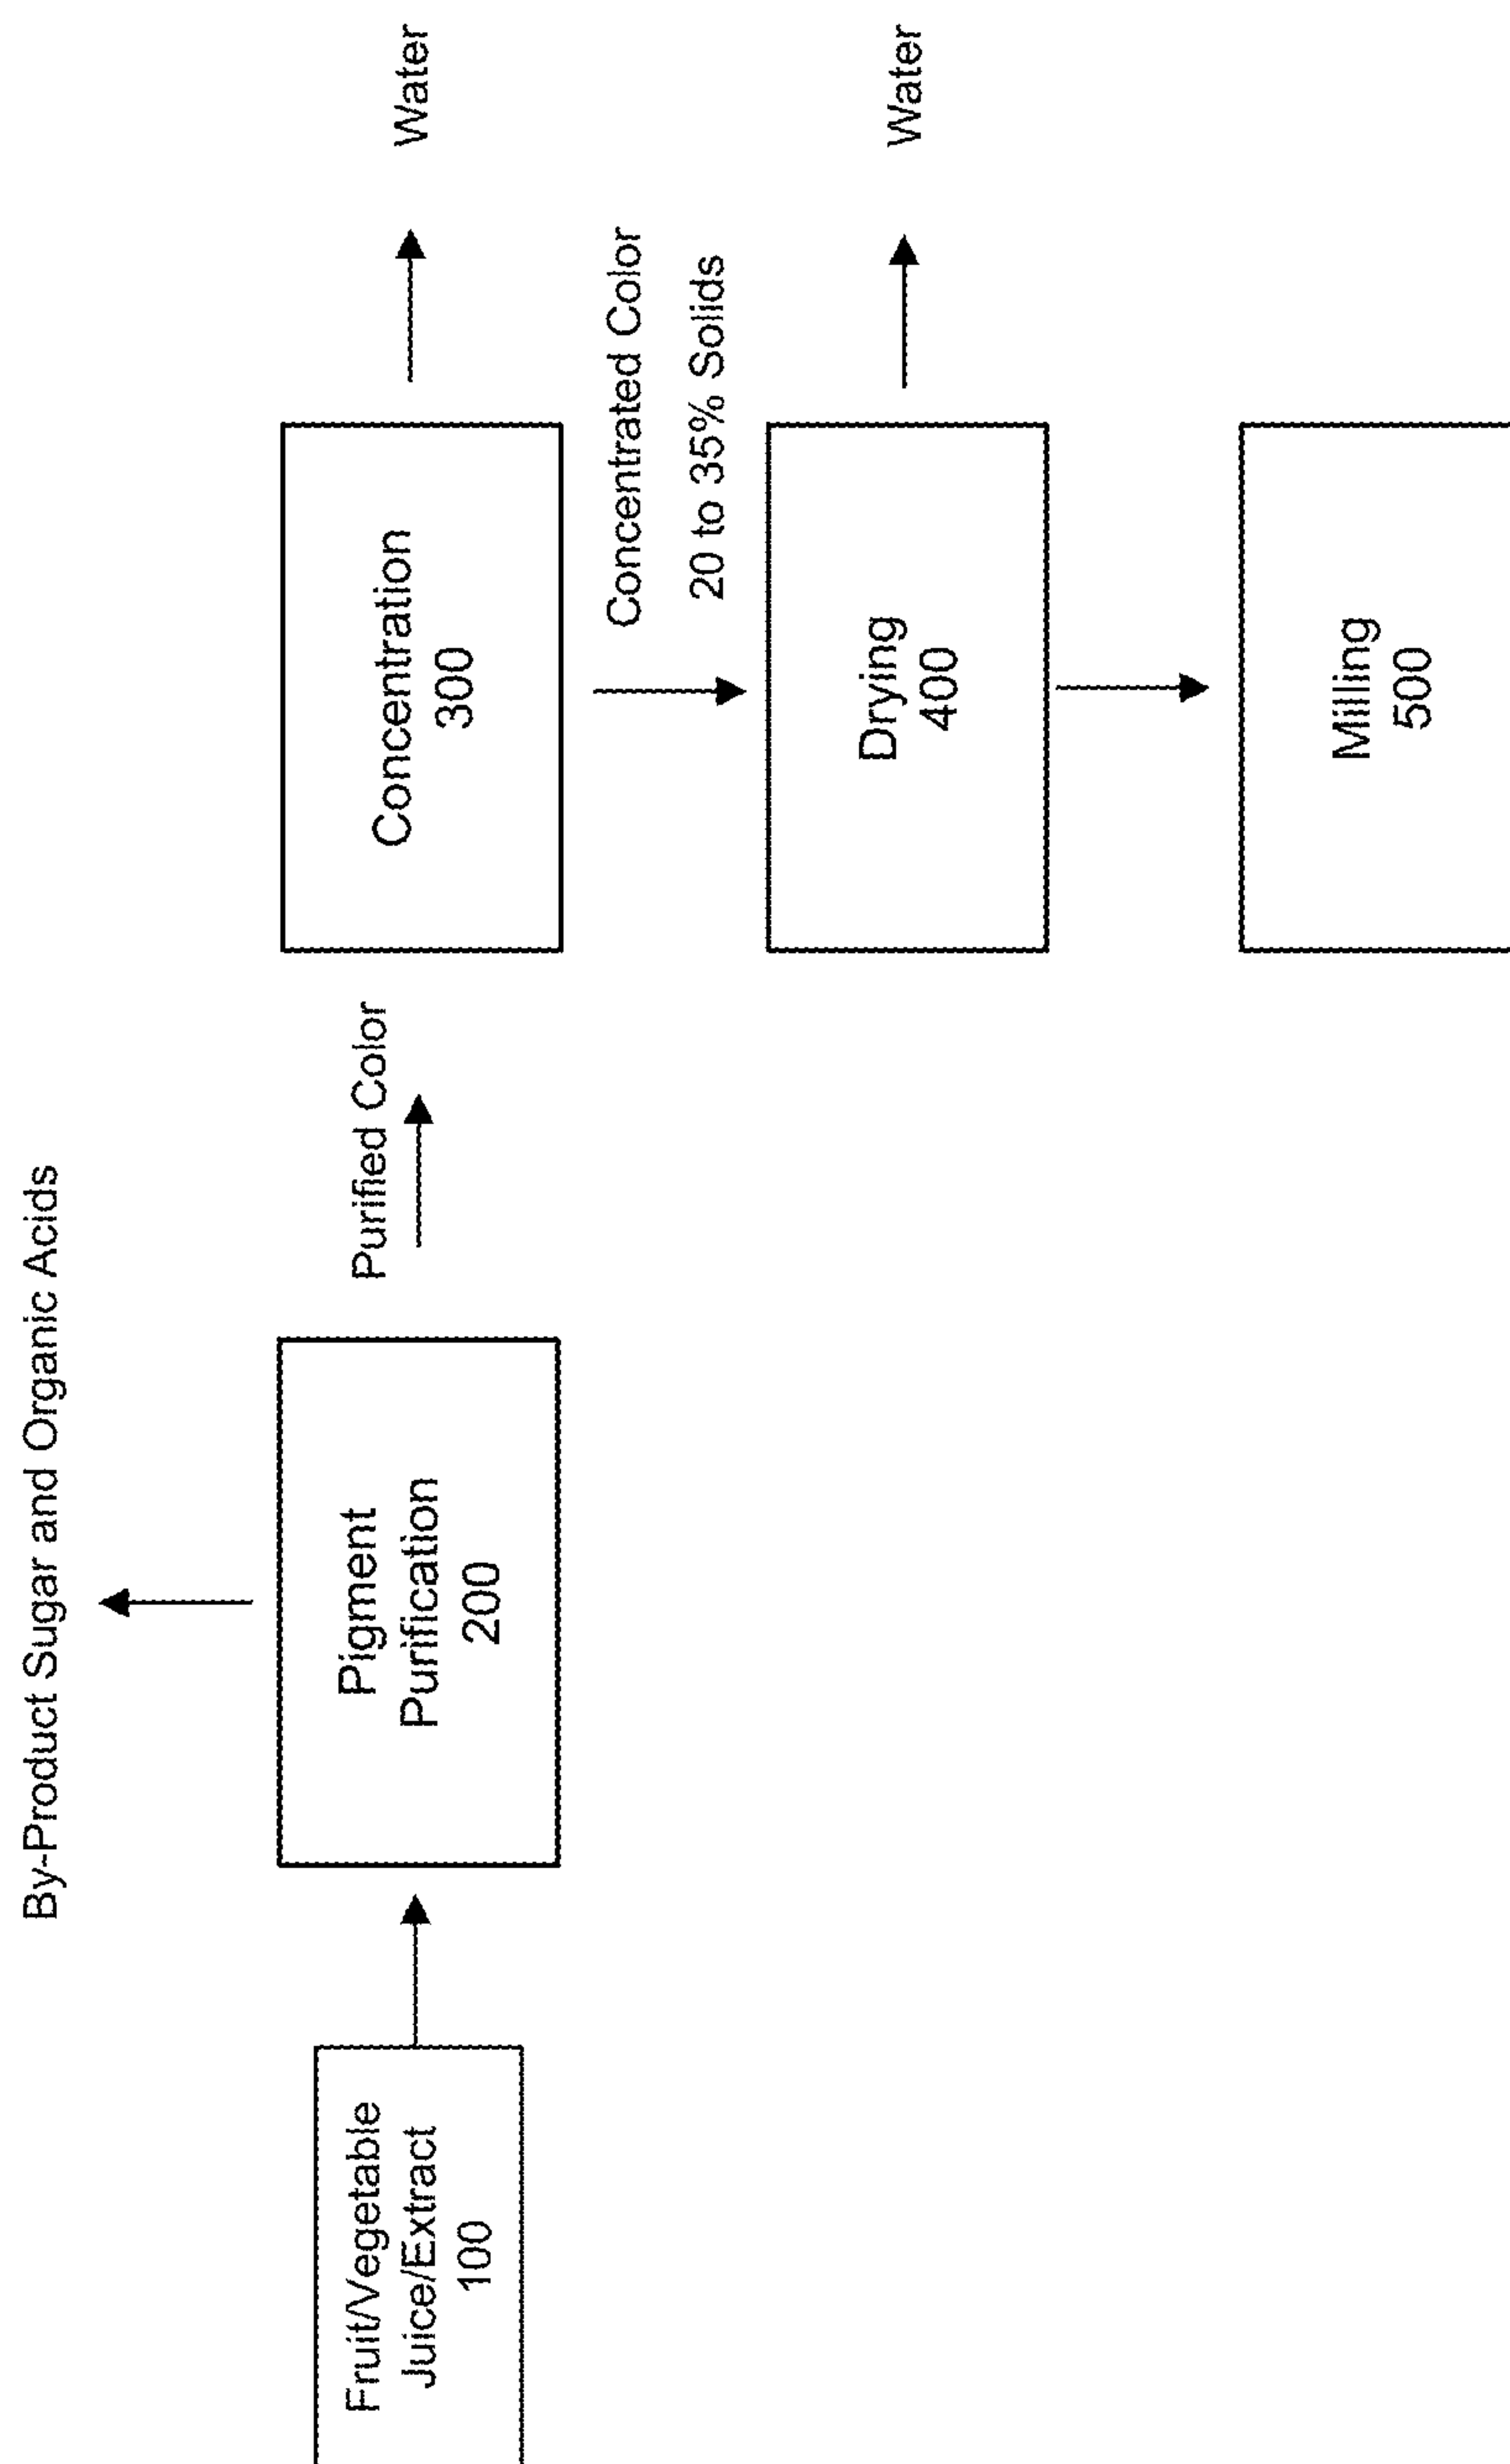 By-Product Sugar and Organic Acids
Fruit/Vegetable
Juice/Extract
100
Pigment
Purification
200
Purified Color
Concentration
300
Water
Concentrated Color
20 to 35% Solids
Drying
400
Water
Milling
500